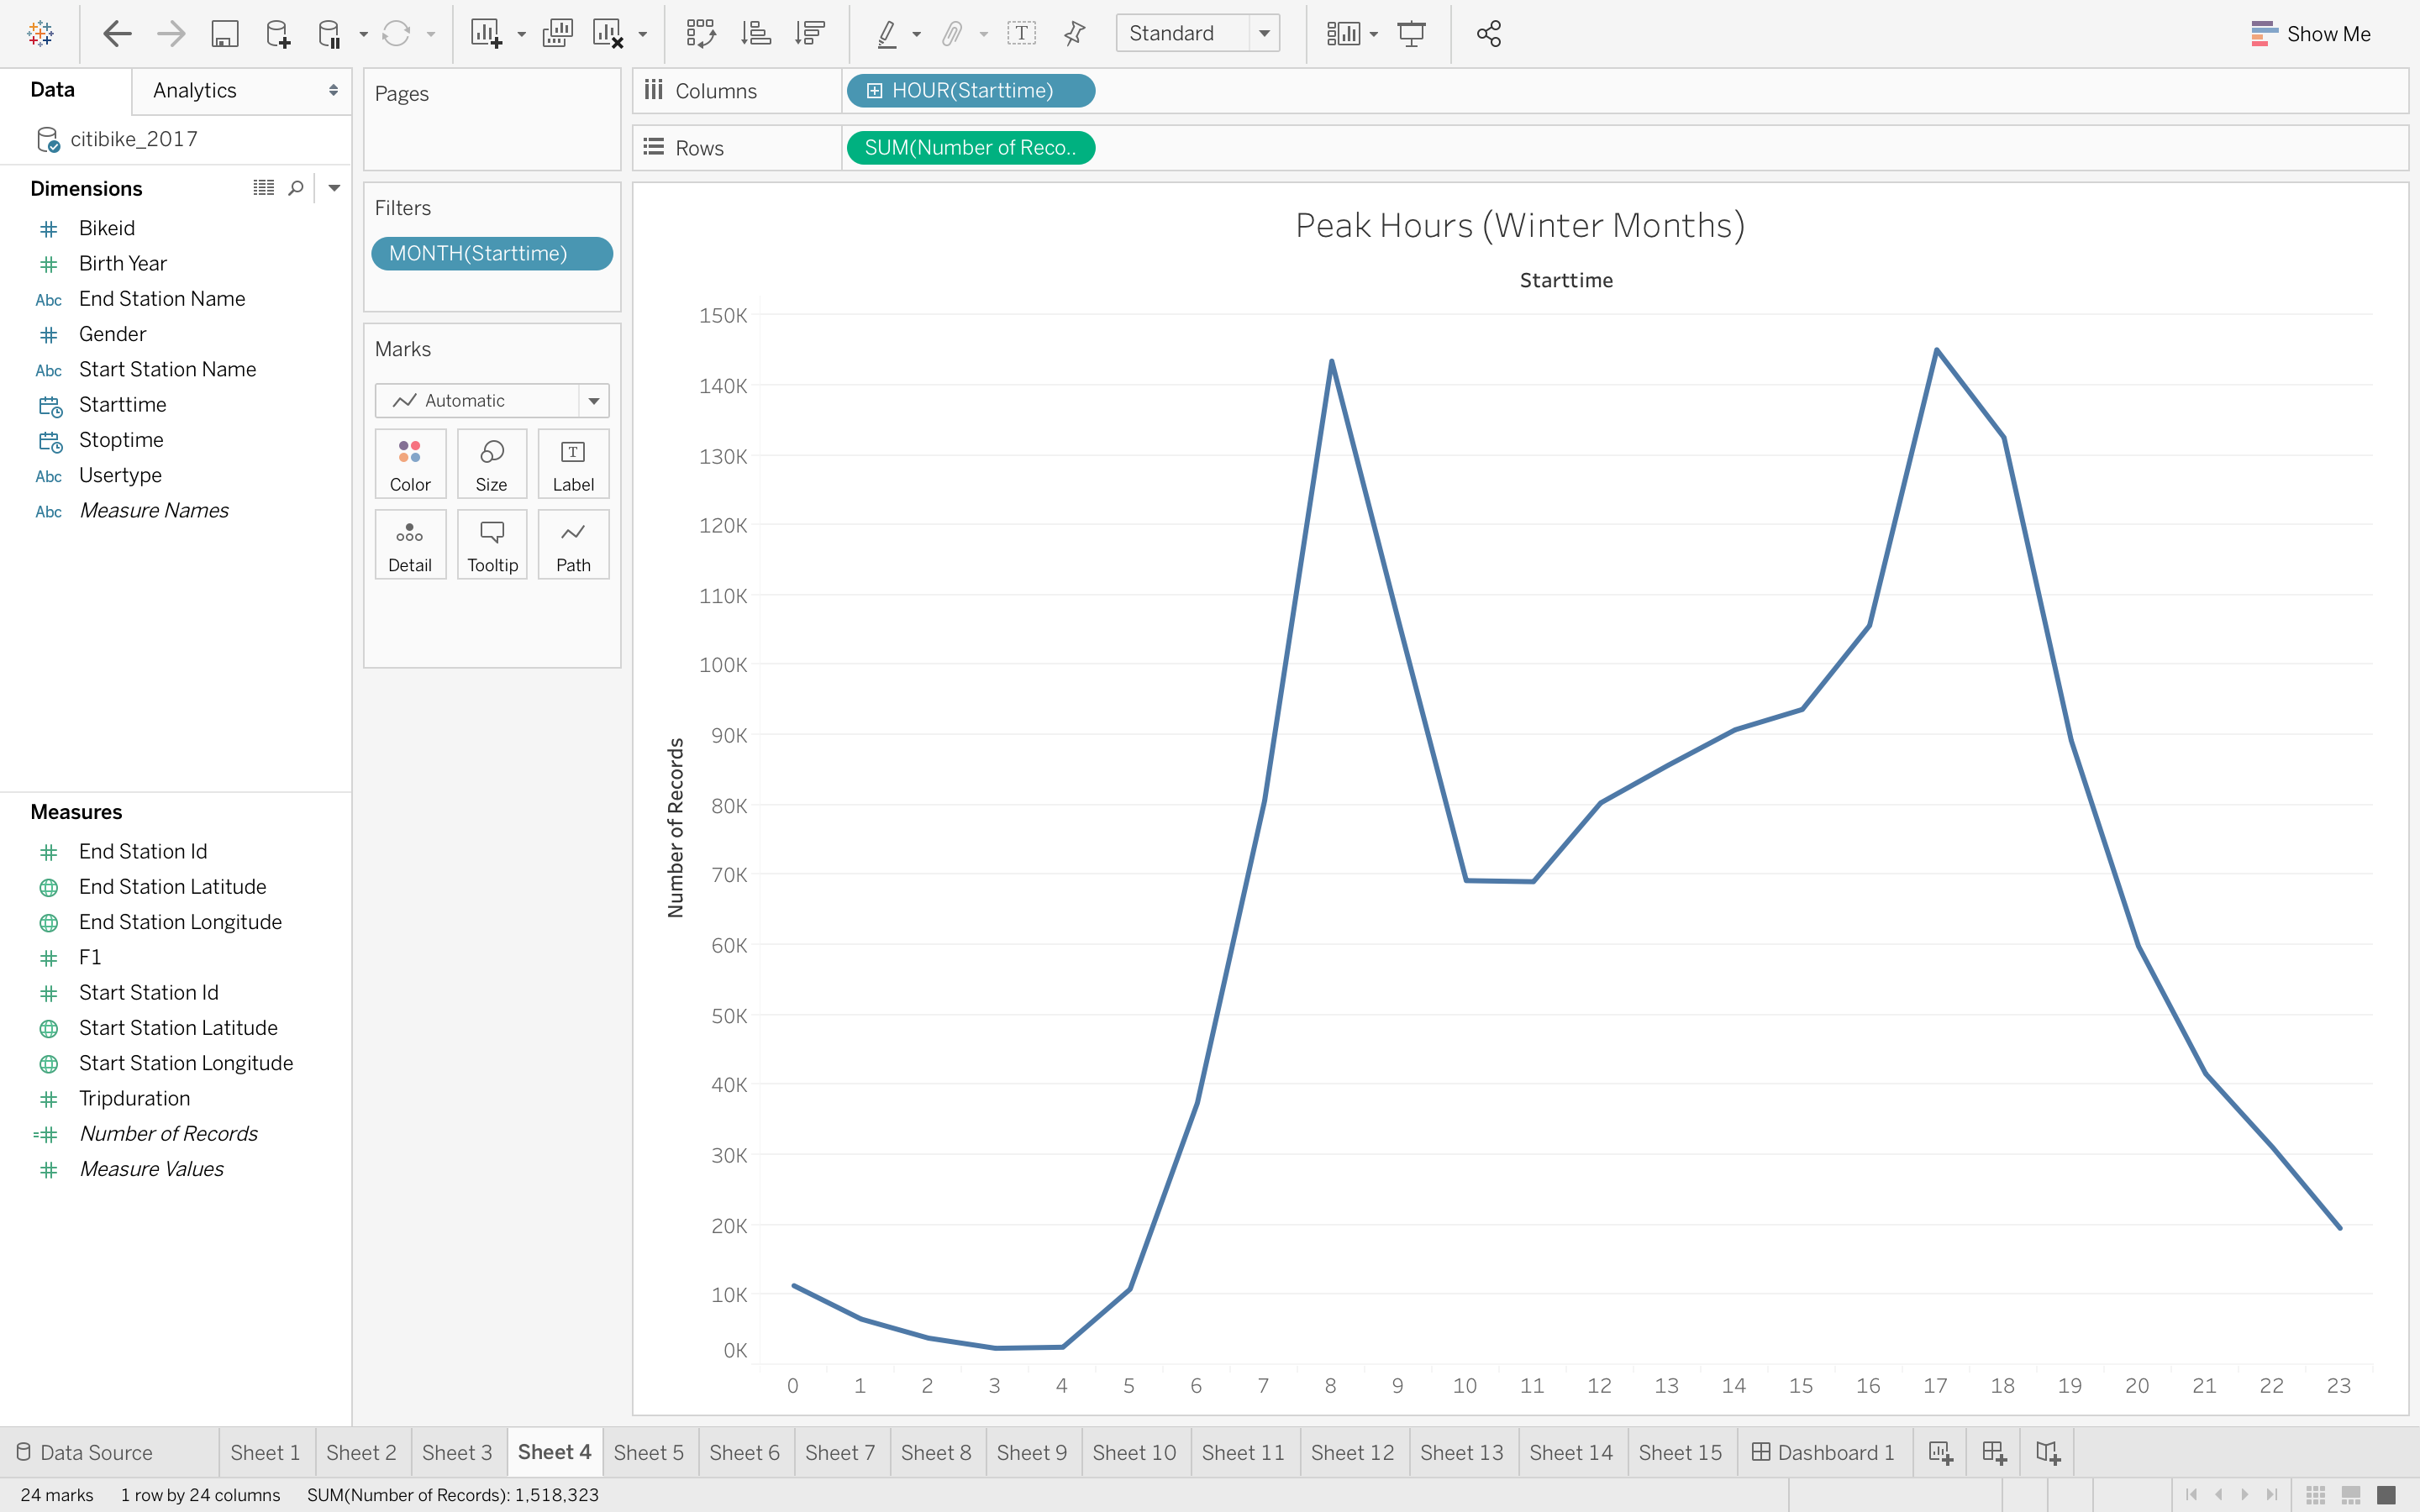 Standard
Show Me
Data
Analytics
citibike_2017
Dimensions
# Bikeid
# Birth Year
Abc End Station Name
# Gender
Abc Start Station Name
Starttime
Stoptime
Abc Usertype
Abc Measure Names
Measures
# End Station Id
End Station Latitude
End Station Longitude
# F1
# Start Station Id
Start Station Latitude
Start Station Longitude
# Tripduration
=# Number of Records
# Measure Values
Pages
Filters
MONTH(Starttime)
Marks
Automatic
Color Size Label
Detail Tooltip Path
Columns HOUR(Starttime)
Rows SUM(Number of Reco..
Peak Hours (Winter Months)
Starttime
Number of Records
150K
140K
130K
120K
110K
100K
90K
80K
70K
60K
50K
40K
30K
20K
10K
0K
0 1 2 3 4 5 6 7 8 9 10 11 12 13 14 15 16 17 18 19 20 21 22 23
Data Source Sheet 1 Sheet 2 Sheet 3 Sheet 4 Sheet 5 Sheet 6 Sheet 7 Sheet 8 Sheet 9 Sheet 10 Sheet 11 Sheet 12 Sheet 13 Sheet 14 Sheet 15 Dashboard 1
24 marks 1 row by 24 columns SUM(Number of Records): 1,518,323